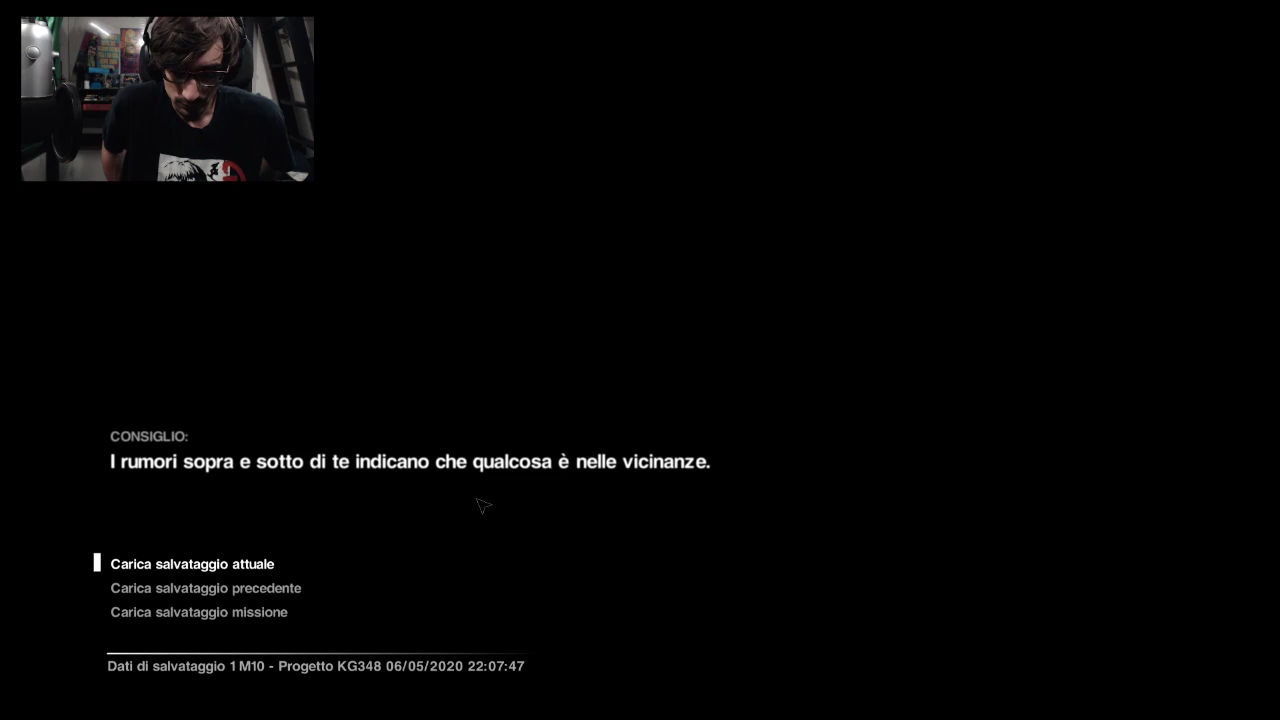 CONSIGLIO:
I rumori sopra e sotto di te indicano che qualcosa è nelle vicinanze.
Carica salvataggio attuale
Carica salvataggio precedente
Carica salvataggio missione
Dati di salvataggio 1 M10 - Progetto KG348 06/05/2020 22:07:47